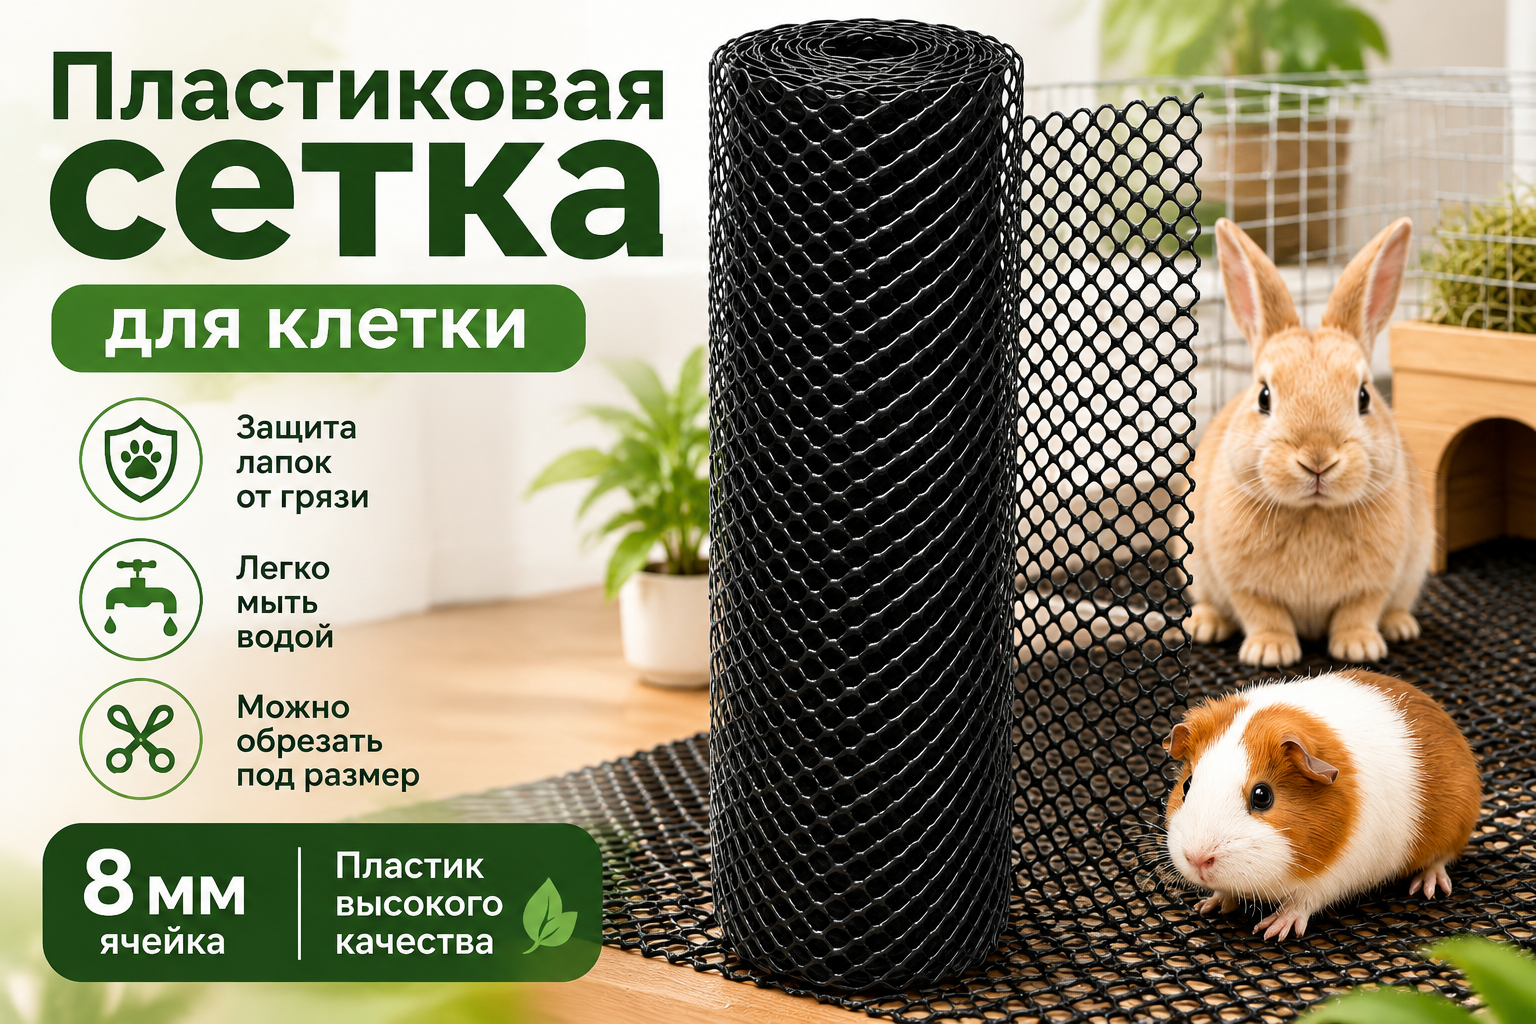 Пластиковая
сетка
для клетки
Защита
лапок
от грязи
Легко
мыть
водой
Можно
обрезать
под размер
8 мм
ячейка
Пластик
высокого
качества